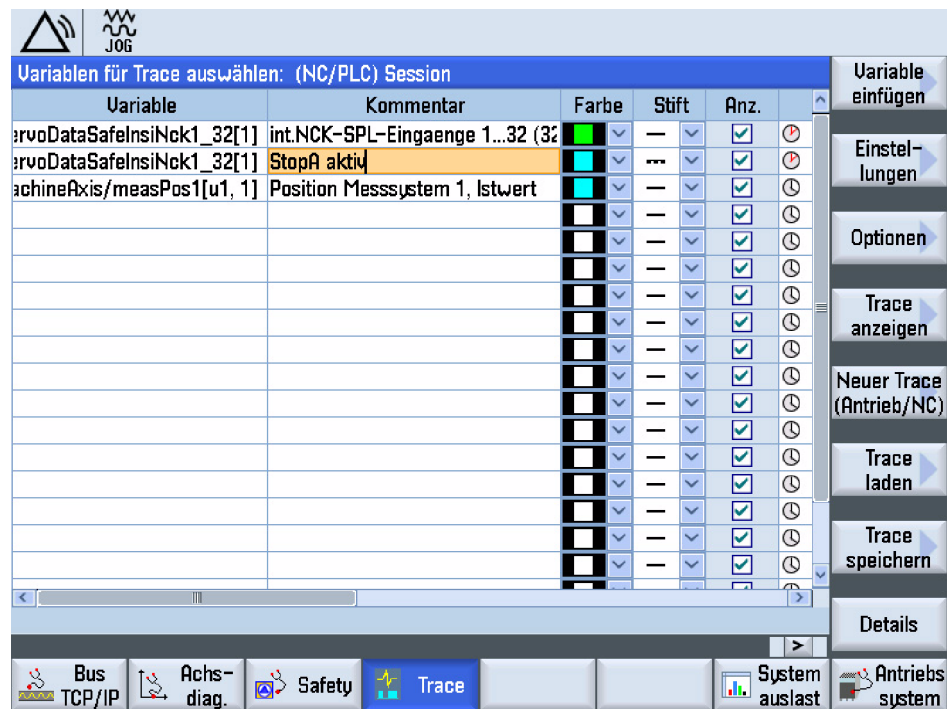 JOG
Variablen für Trace auswählen: (NC/PLC) Session
Variable Kommentar Farbe Stift Anz.
ervoDataSafeInsiNck1_32[1] int.NCK-SPL-Eingaenge 1...32 (32
ervoDataSafeInsiNck1_32[1] StopA aktiv
achineAxis/measPos1[u1, 1] Position Messsystem 1, Istwert
Variable
einfügen
Einstel-
lungen
Optionen
Trace
anzeigen
Neuer Trace
(Antrieb/NC)
Trace
laden
Trace
speichern
Details
>
Bus
TCP/IP
Achs-
diag.
Safety
Trace
System
auslast
Antriebs
system